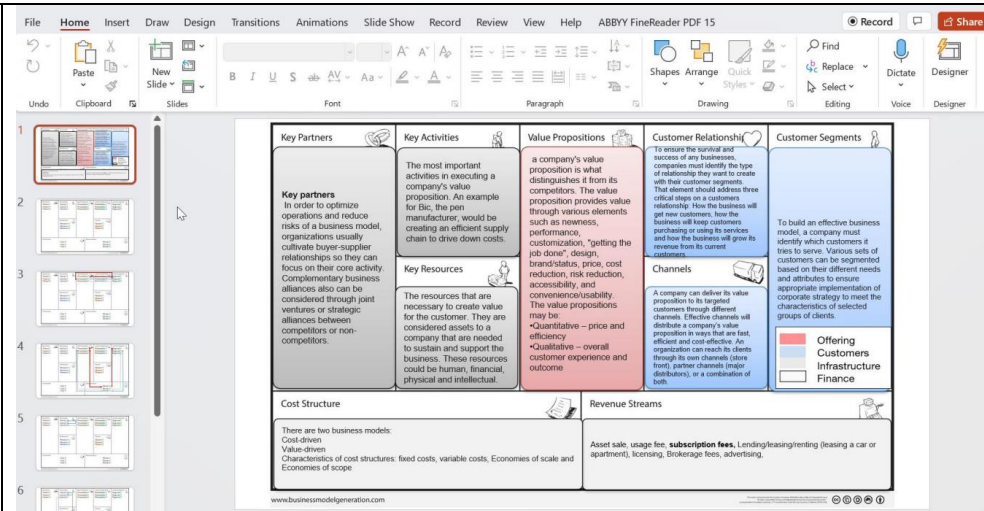 File Home Insert Draw Design Transitions Animations Slide Show Record Review View Help ABBYY FineReader PDF 15 Record Share
Paste
New
Slide
B I U S ab AV Aa A
Shapes Arrange Quick
Styles
Find
Replace
Select
Dictate
Designer
Undo Clipboard Slides Font Paragraph Drawing Editing Voice Designer
1
2
3
4
5
6
Key Partners
Key partners
In order to optimize
operations and reduce
risks of a business model,
organizations usually
cultivate buyer-supplier
relationships so they can
focus on their core activity.
Complementary business
alliances also can be
considered through joint
ventures or strategic
alliances between
competitors or non-
competitors.
Key Activities
The most important
activities in executing a
company's value
proposition. An example
for Bic, the pen
manufacturer, would be
creating an efficient supply
chain to drive down costs.
Key Resources
The resources that are
necessary to create value
for the customer. They are
considered assets to a
company that are needed
to sustain and support the
business. These resources
could be human, financial,
physical and intellectual.
Value Propositions
a company's value
proposition is what
distinguishes it from its
competitors. The value
proposition provides value
through various elements
such as newness,
performance,
customization, "getting the
job done", design,
brand/status, price, cost
reduction, risk reduction,
accessibility, and
convenience/usability.
The value propositions
may be:
•Quantitative – price and
efficiency
•Qualitative – overall
customer experience and
outcome
Customer Relationship
To ensure the survival and
success of any businesses,
companies must identify the type
of relationship they want to create
with their customer segments.
That element should address three
critical steps on a customers
relationship: How the business will
get new customers, how the
business will keep customers
purchasing or using its services
and how the business will grow its
revenue from its current
customers.
Channels
A company can deliver its value
proposition to its targeted
customers through different
channels. Effective channels will
distribute a company's value
proposition in ways that are fast,
efficient and cost-effective. An
organization can reach its clients
through its own channels (store
front), partner channels (major
distributors), or a combination of
both.
Customer Segments
To build an effective business
model, a company must
identify which customers it
tries to serve. Various sets of
customers can be segmented
based on their different needs
and attributes to ensure
appropriate implementation of
corporate strategy to meet the
characteristics of selected
groups of clients.
Offering
Customers
Infrastructure
Finance
Cost Structure
There are two business models:
Cost-driven
Value-driven
Characteristics of cost structures: fixed costs, variable costs, Economies of scale and
Economies of scope
Revenue Streams
Asset sale, usage fee, subscription fees, Lending/leasing/renting (leasing a car or
apartment), licensing, Brokerage fees, advertising,
www.businessmodelgeneration.com